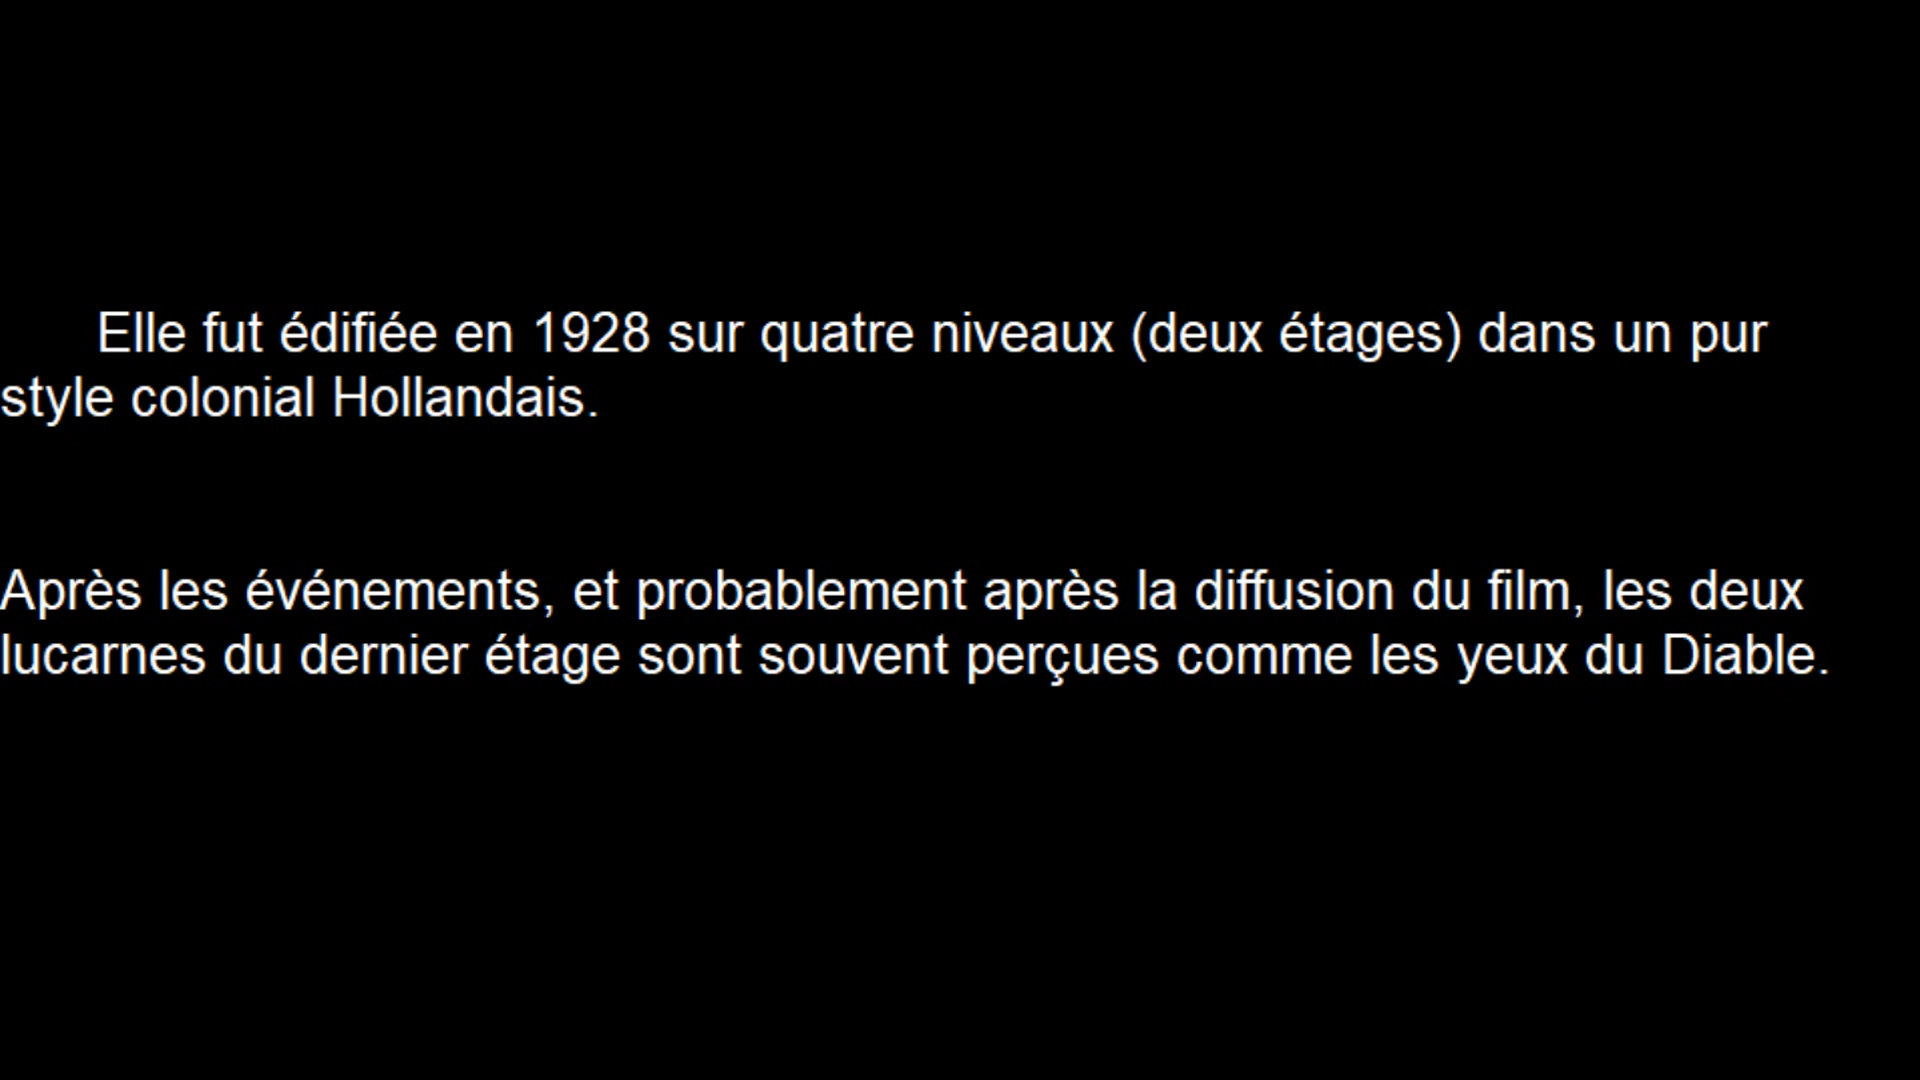 Elle fut édifiée en 1928 sur quatre niveaux (deux étages) dans un pur
style colonial Hollandais.
Après les événements, et probablement après la diffusion du film, les deux
lucarnes du dernier étage sont souvent perçues comme les yeux du Diable.